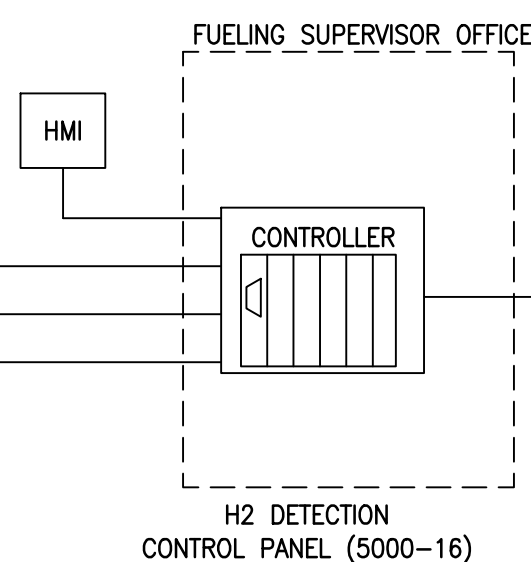 FUELING SUPERVISOR OFFICE
HMI
CONTROLLER
H2 DETECTION
CONTROL PANEL (5000-16)